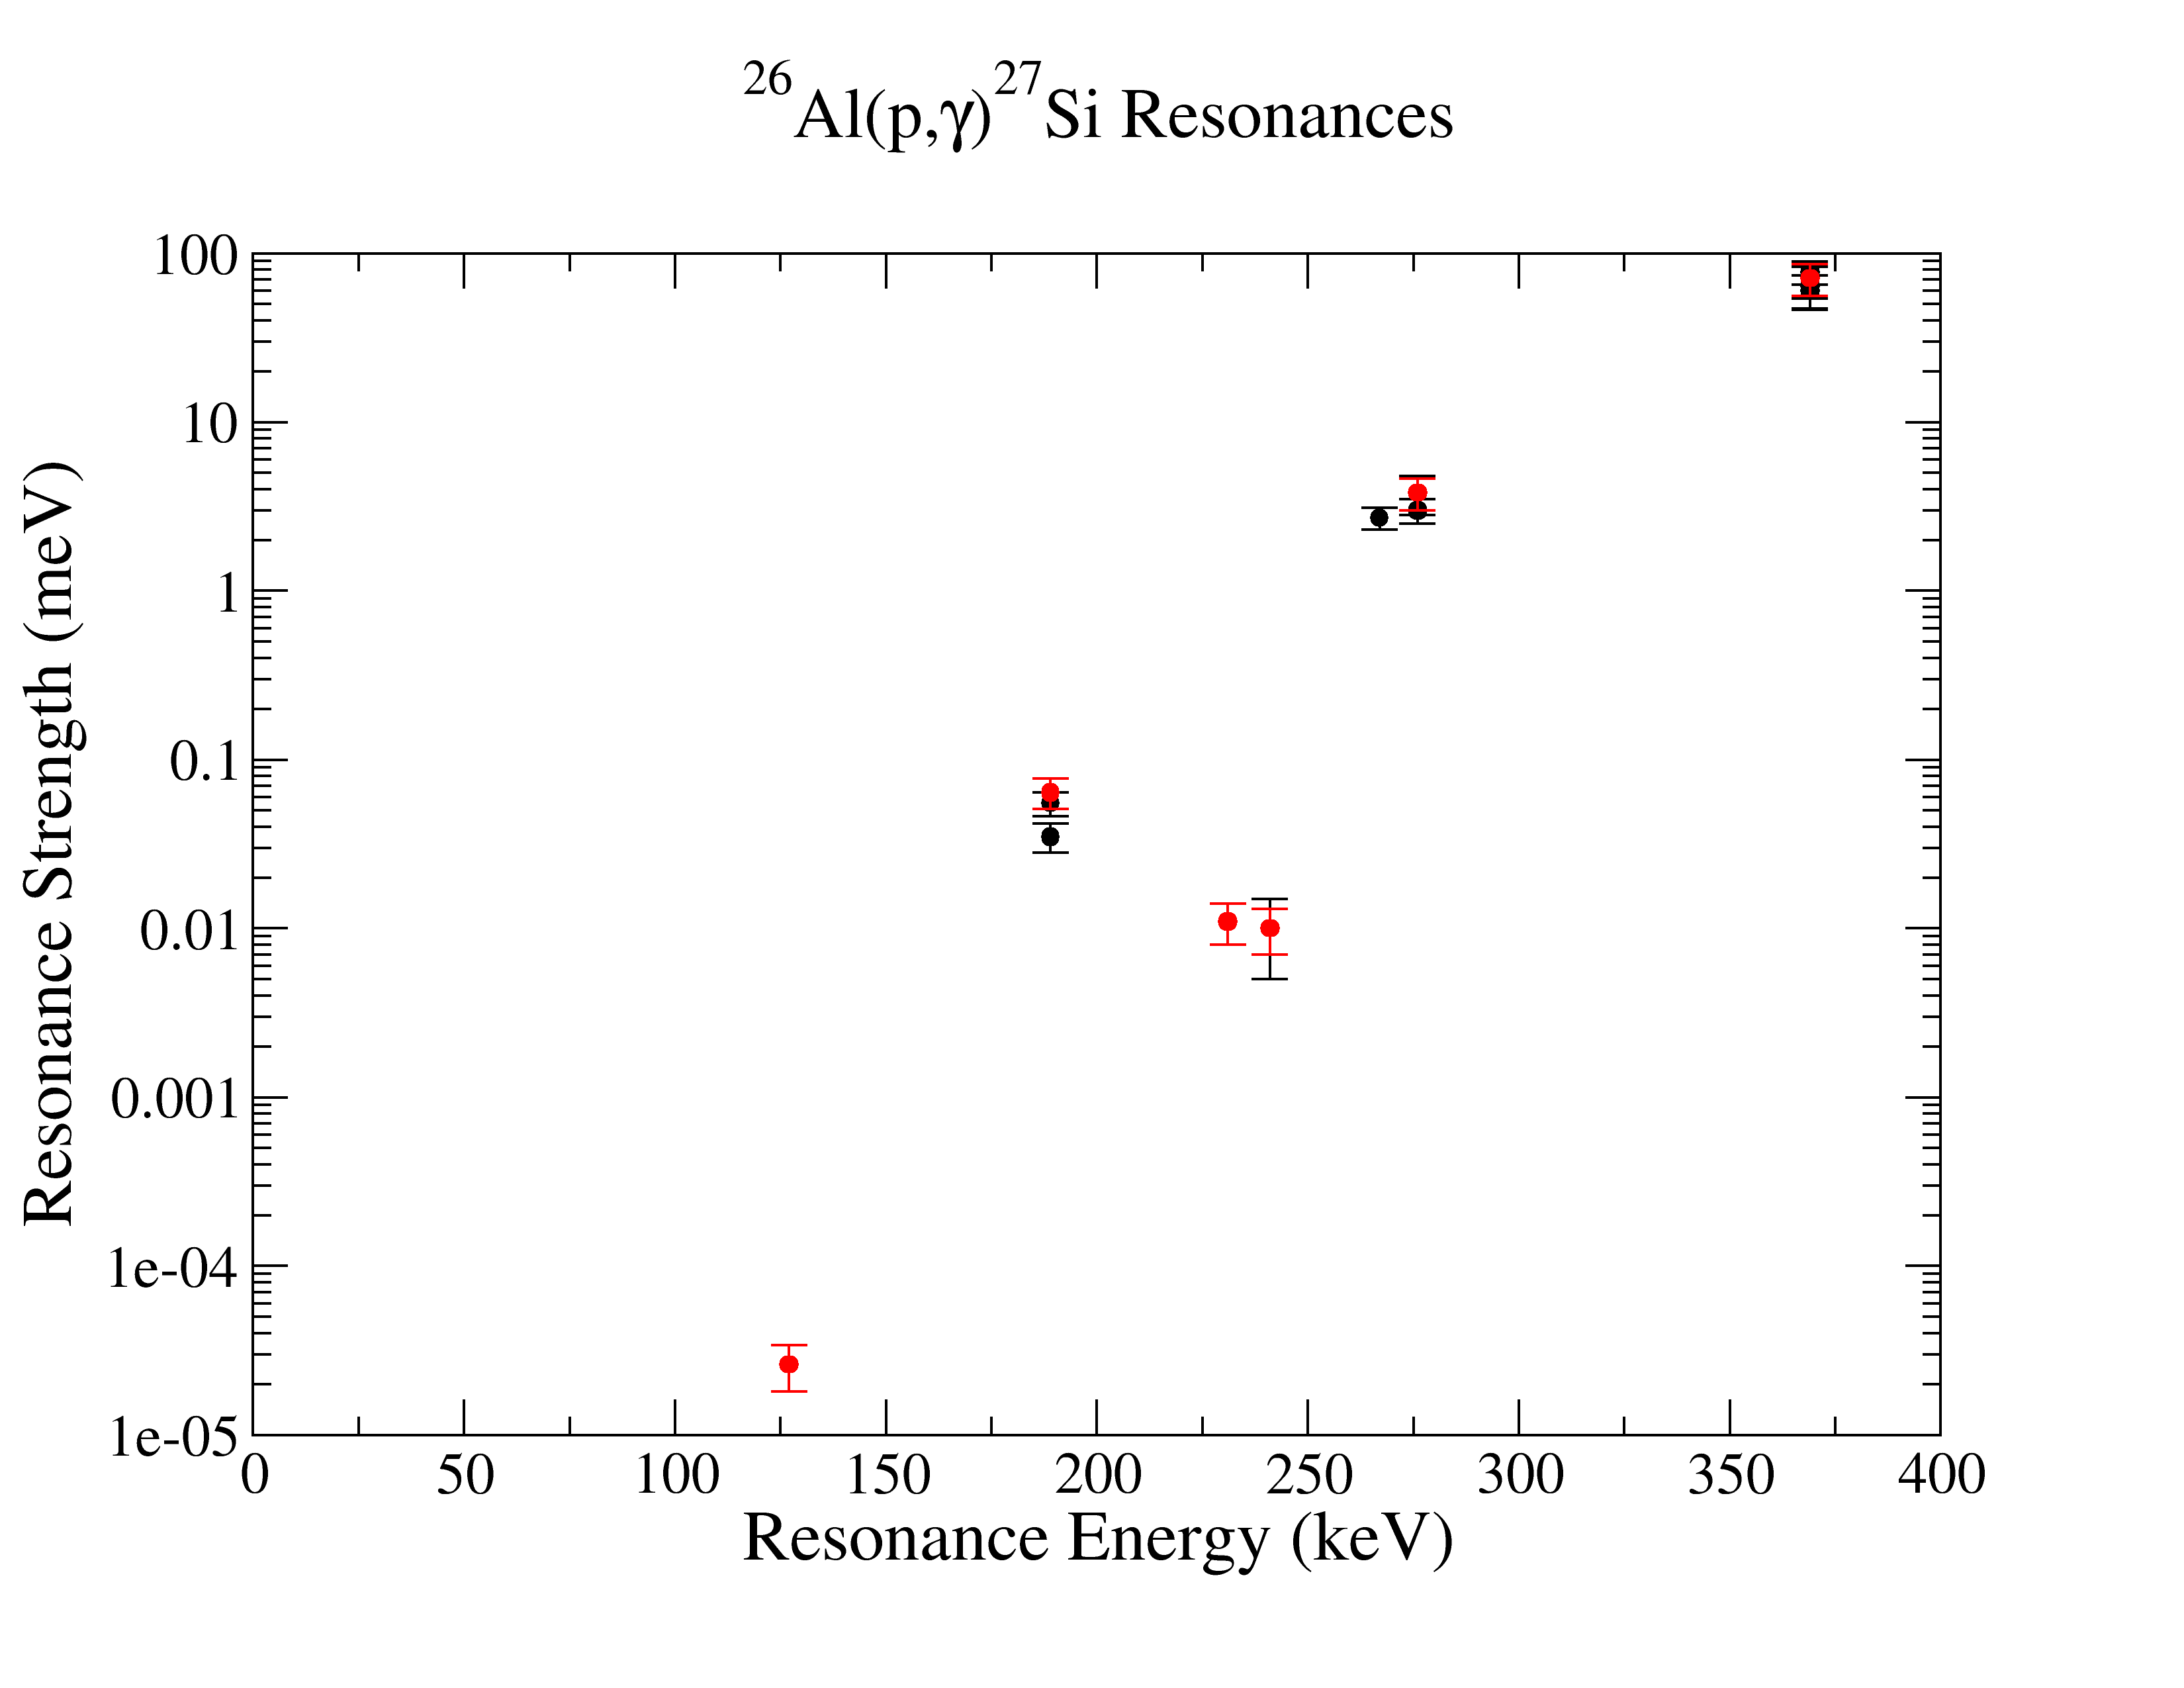 ²⁶Al(p,γ)²⁷Si Resonances
100
10
1
0.1
0.01
0.001
1e-04
1e-05
Resonance Strength (meV)
0 50 100 150 200 250 300 350 400
Resonance Energy (keV)